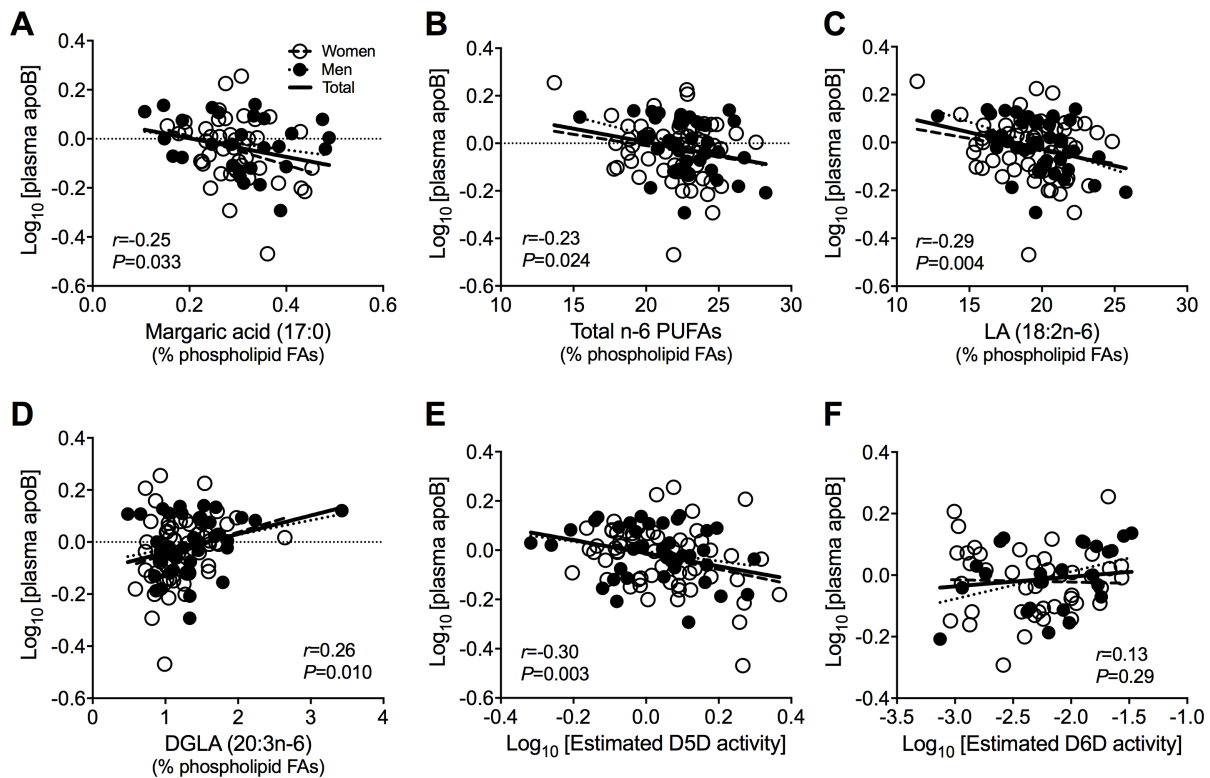 A
Log10 [plasma apoB]
0.4
0.2
0.0
-0.2
-0.4
-0.6
Women
Men
Total
r=-0.25
P=0.033
0.0 0.2 0.4 0.6
Margaric acid (17:0)
(% phospholipid FAs)
B
Log10 [plasma apoB]
0.4
0.2
0.0
-0.2
-0.4
-0.6
r=-0.23
P=0.024
10 15 20 25 30
Total n-6 PUFAs
(% phospholipid FAs)
C
Log10 [plasma apoB]
0.4
0.2
0.0
-0.2
-0.4
-0.6
r=-0.29
P=0.004
10 15 20 25 30
LA (18:2n-6)
(% phospholipid FAs)
D
Log10 [plasma apoB]
0.4
0.2
0.0
-0.2
-0.4
-0.6
r=0.26
P=0.010
0 1 2 3 4
DGLA (20:3n-6)
(% phospholipid FAs)
E
Log10 [plasma apoB]
0.4
0.2
0.0
-0.2
-0.4
-0.6
r=-0.30
P=0.003
-0.4 -0.2 0.0 0.2 0.4
Log10 [Estimated D5D activity]
F
Log10 [plasma apoB]
0.4
0.2
0.0
-0.2
-0.4
r=0.13
P=0.29
-3.5 -3.0 -2.5 -2.0 -1.5 -1.0
Log10 [Estimated D6D activity]